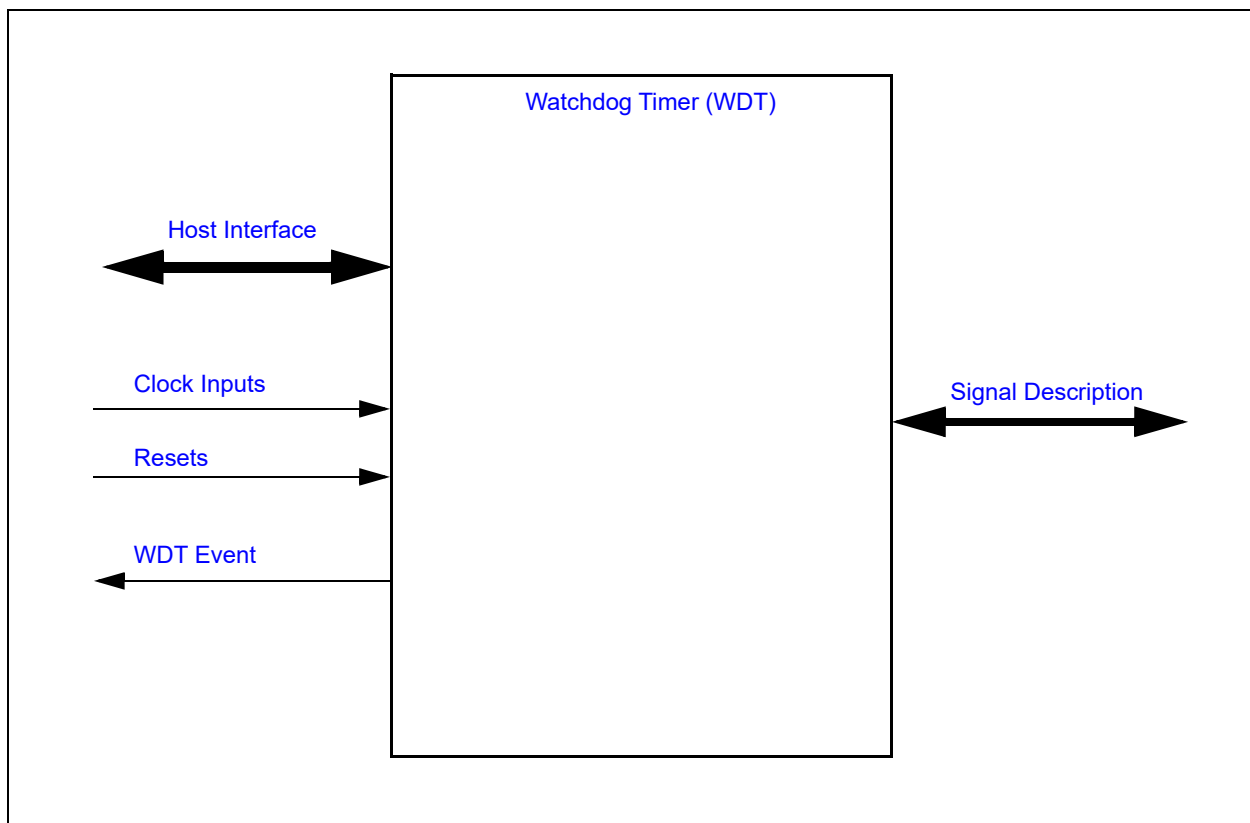 Watchdog Timer (WDT)
Host Interface
Clock Inputs
Signal Description
Resets
WDT Event